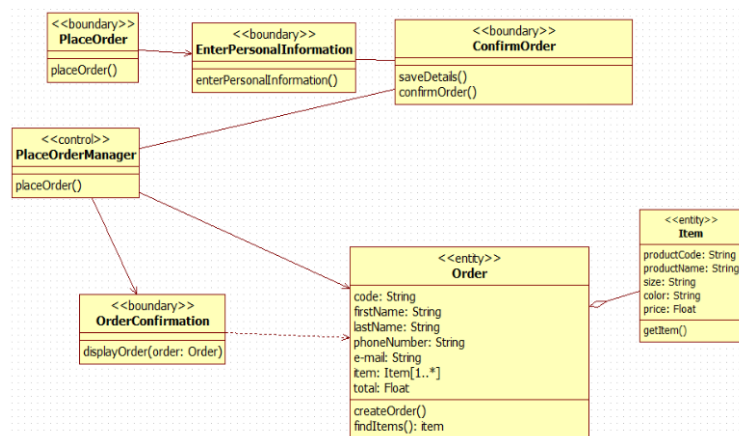 <<boundary>>
PlaceOrder
placeOrder()
<<boundary>>
EnterPersonalInformation
enterPersonalInformation()
<<boundary>>
ConfirmOrder
saveDetails()
confirmOrder()
<<control>>
PlaceOrderManager
placeOrder()
<<entity>>
Item
productCode: String
productName: String
size: String
color: String
price: Float
getItem()
<<entity>>
Order
code: String
firstName: String
lastName: String
phoneNumber: String
e-mail: String
item: Item[1..*]
total: Float
createOrder()
findItems(): item
<<boundary>>
OrderConfirmation
displayOrder(order: Order)